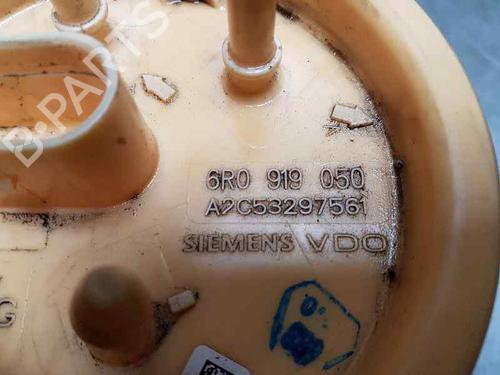 B-PARTS
6R0 919 050
A2C53297561
SIEMENS VDO
G